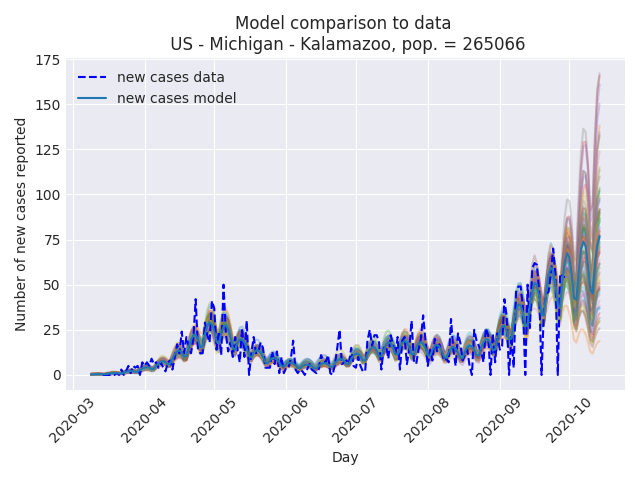 Model comparison to data
US - Michigan - Kalamazoo, pop. = 265066
175
150
125
100
75
50
25
0
Number of new cases reported
new cases data
new cases model
2020-03
2020-04
2020-05
2020-06
2020-07
2020-08
2020-09
2020-10
Day